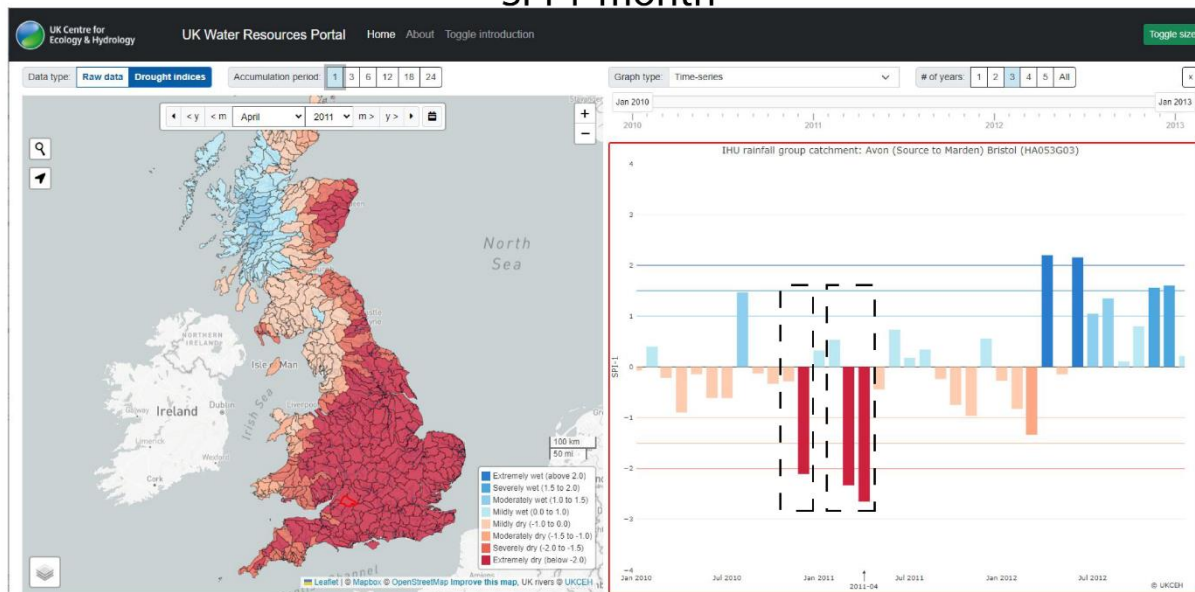 SPI 1 month
UK Centre for
Ecology & Hydrology
UK Water Resources Portal Home About Toggle introduction
Toggle size
Data type: Raw data Drought indices Accumulation period: 1 3 6 12 18 24
Graph type: Time-series # of years: 1 2 3 4 5 All x
< y < m April 2011 m > y >
+
−
Jan 2010 Jan 2013
2010 2011 2012 2013
IHU rainfall group catchment: Avon (Source to Marden) Bristol (HA053G03)
North
Sea
NORTHERN
IRELAND
Isle of Man
Ireland
Dublin
Irish Sea
Liverpool
Galway
Limerick
Wexford
Cork
100 km
50 mi
Extremely wet (above 2.0)
Severely wet (1.5 to 2.0)
Moderately wet (1.0 to 1.5)
Mildly wet (0.0 to 1.0)
Mildly dry (-1.0 to 0.0)
Moderately dry (-1.5 to -1.0)
Severely dry (-2.0 to -1.5)
Extremely dry (below -2.0)
Leaflet | © Mapbox © OpenStreetMap Improve this map, UK rivers © UKCEH
SPI-1
4
3
2
1
0
−1
−2
−3
−4
Jan 2010 Jul 2010 Jan 2011 Jul 2011 Jan 2012 Jul 2012
2011-04
© UKCEH